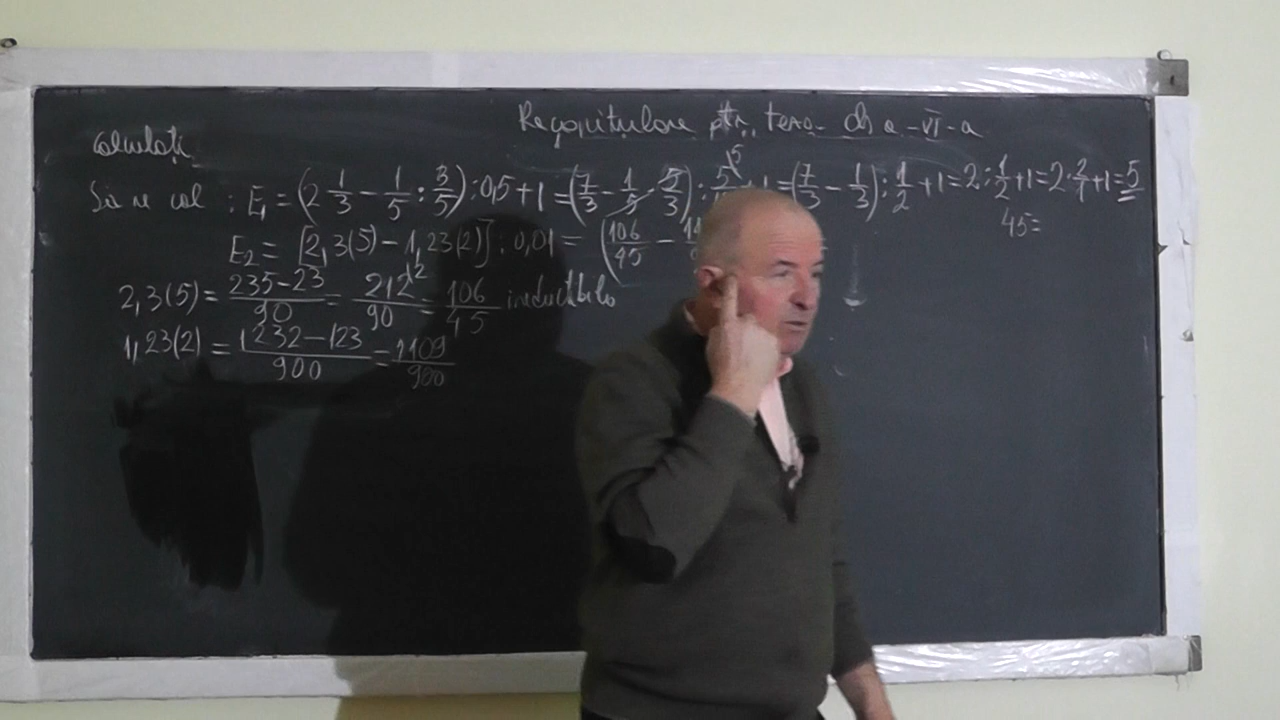 Recapitulare ptr. teza cls a-VI-a
Calculați
Să se cal : E₁ = (2 1/3 − 1/5 : 3/5) : 0,5 + 1 = (7/3 − 1/5 · 5/3) : 5/ +1 = (7/3 − 1/3) : 1/2 + 1 = 2 : 1/2 + 1 = 2 · 2/1 + 1 = 5
45=
E₂ = [2,3(5) − 1,23(2)] : 0,01 = (106/45 −
2,3(5) = 235−23/90 = 212/90 = 106/45 ireductibile
1,23(2) = 1232−123/900 = 1109/900